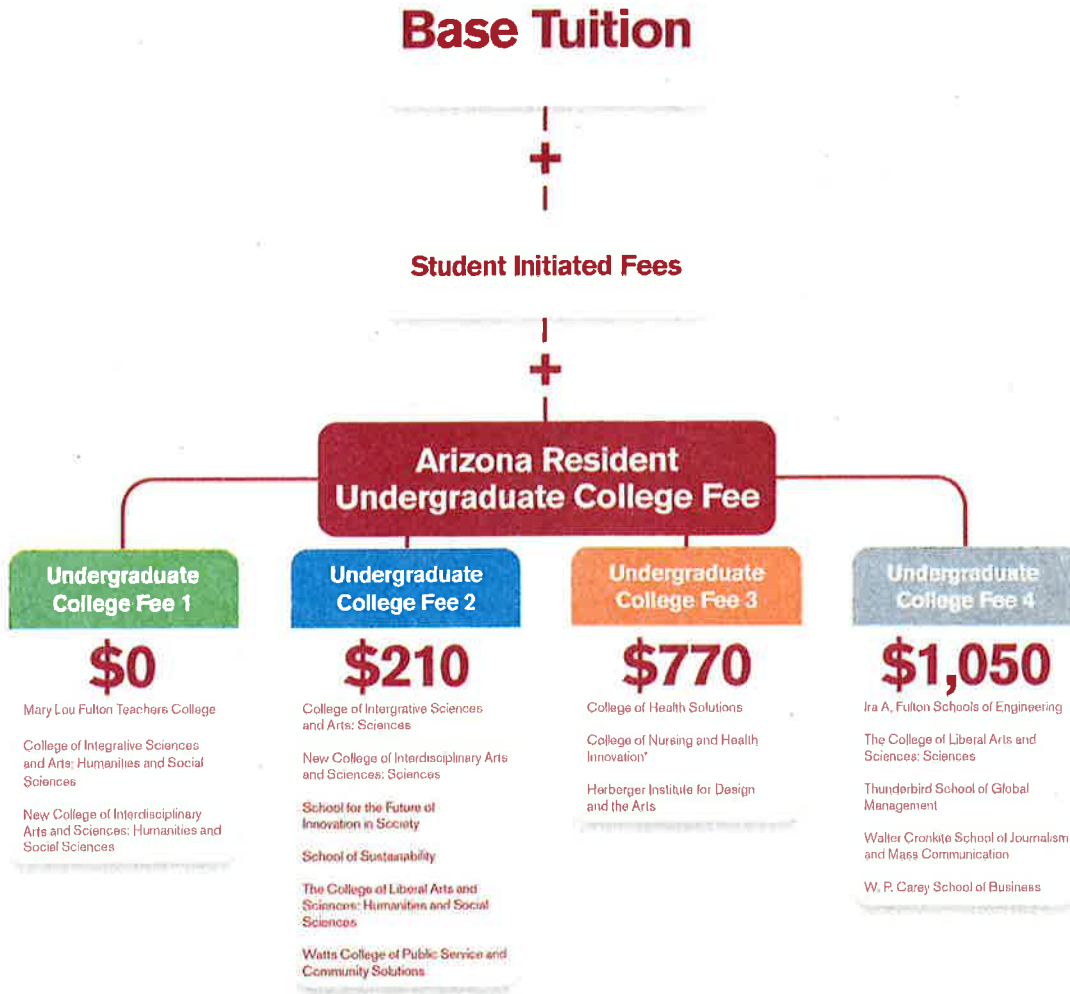 Base Tuition
+
Student Initiated Fees
+
Arizona Resident
Undergraduate College Fee
Undergraduate
College Fee 1
$0
Mary Lou Fulton Teachers College
College of Integrative Sciences
and Arts: Humanities and Social
Sciences
New College of Interdisciplinary
Arts and Sciences: Humanities and
Social Sciences
Undergraduate
College Fee 2
$210
College of Intergrative Sciences
and Arts: Sciences
New College of Interdisciplinary Arts
and Sciences: Sciences
School for the Future of
Innovation in Society
School of Sustainability
The College of Liberal Arts and
Sciences: Humanities and Social
Sciences
Watts College of Public Service and
Community Solutions
Undergraduate
College Fee 3
$770
College of Health Solutions
College of Nursing and Health
Innovation*
Herberger Institute for Design
and the Arts
Undergraduate
College Fee 4
$1,050
Ira A. Fulton Schools of Engineering
The College of Liberal Arts and
Sciences: Sciences
Thunderbird School of Global
Management
Walter Cronkite School of Journalism
and Mass Communication
W. P. Carey School of Business